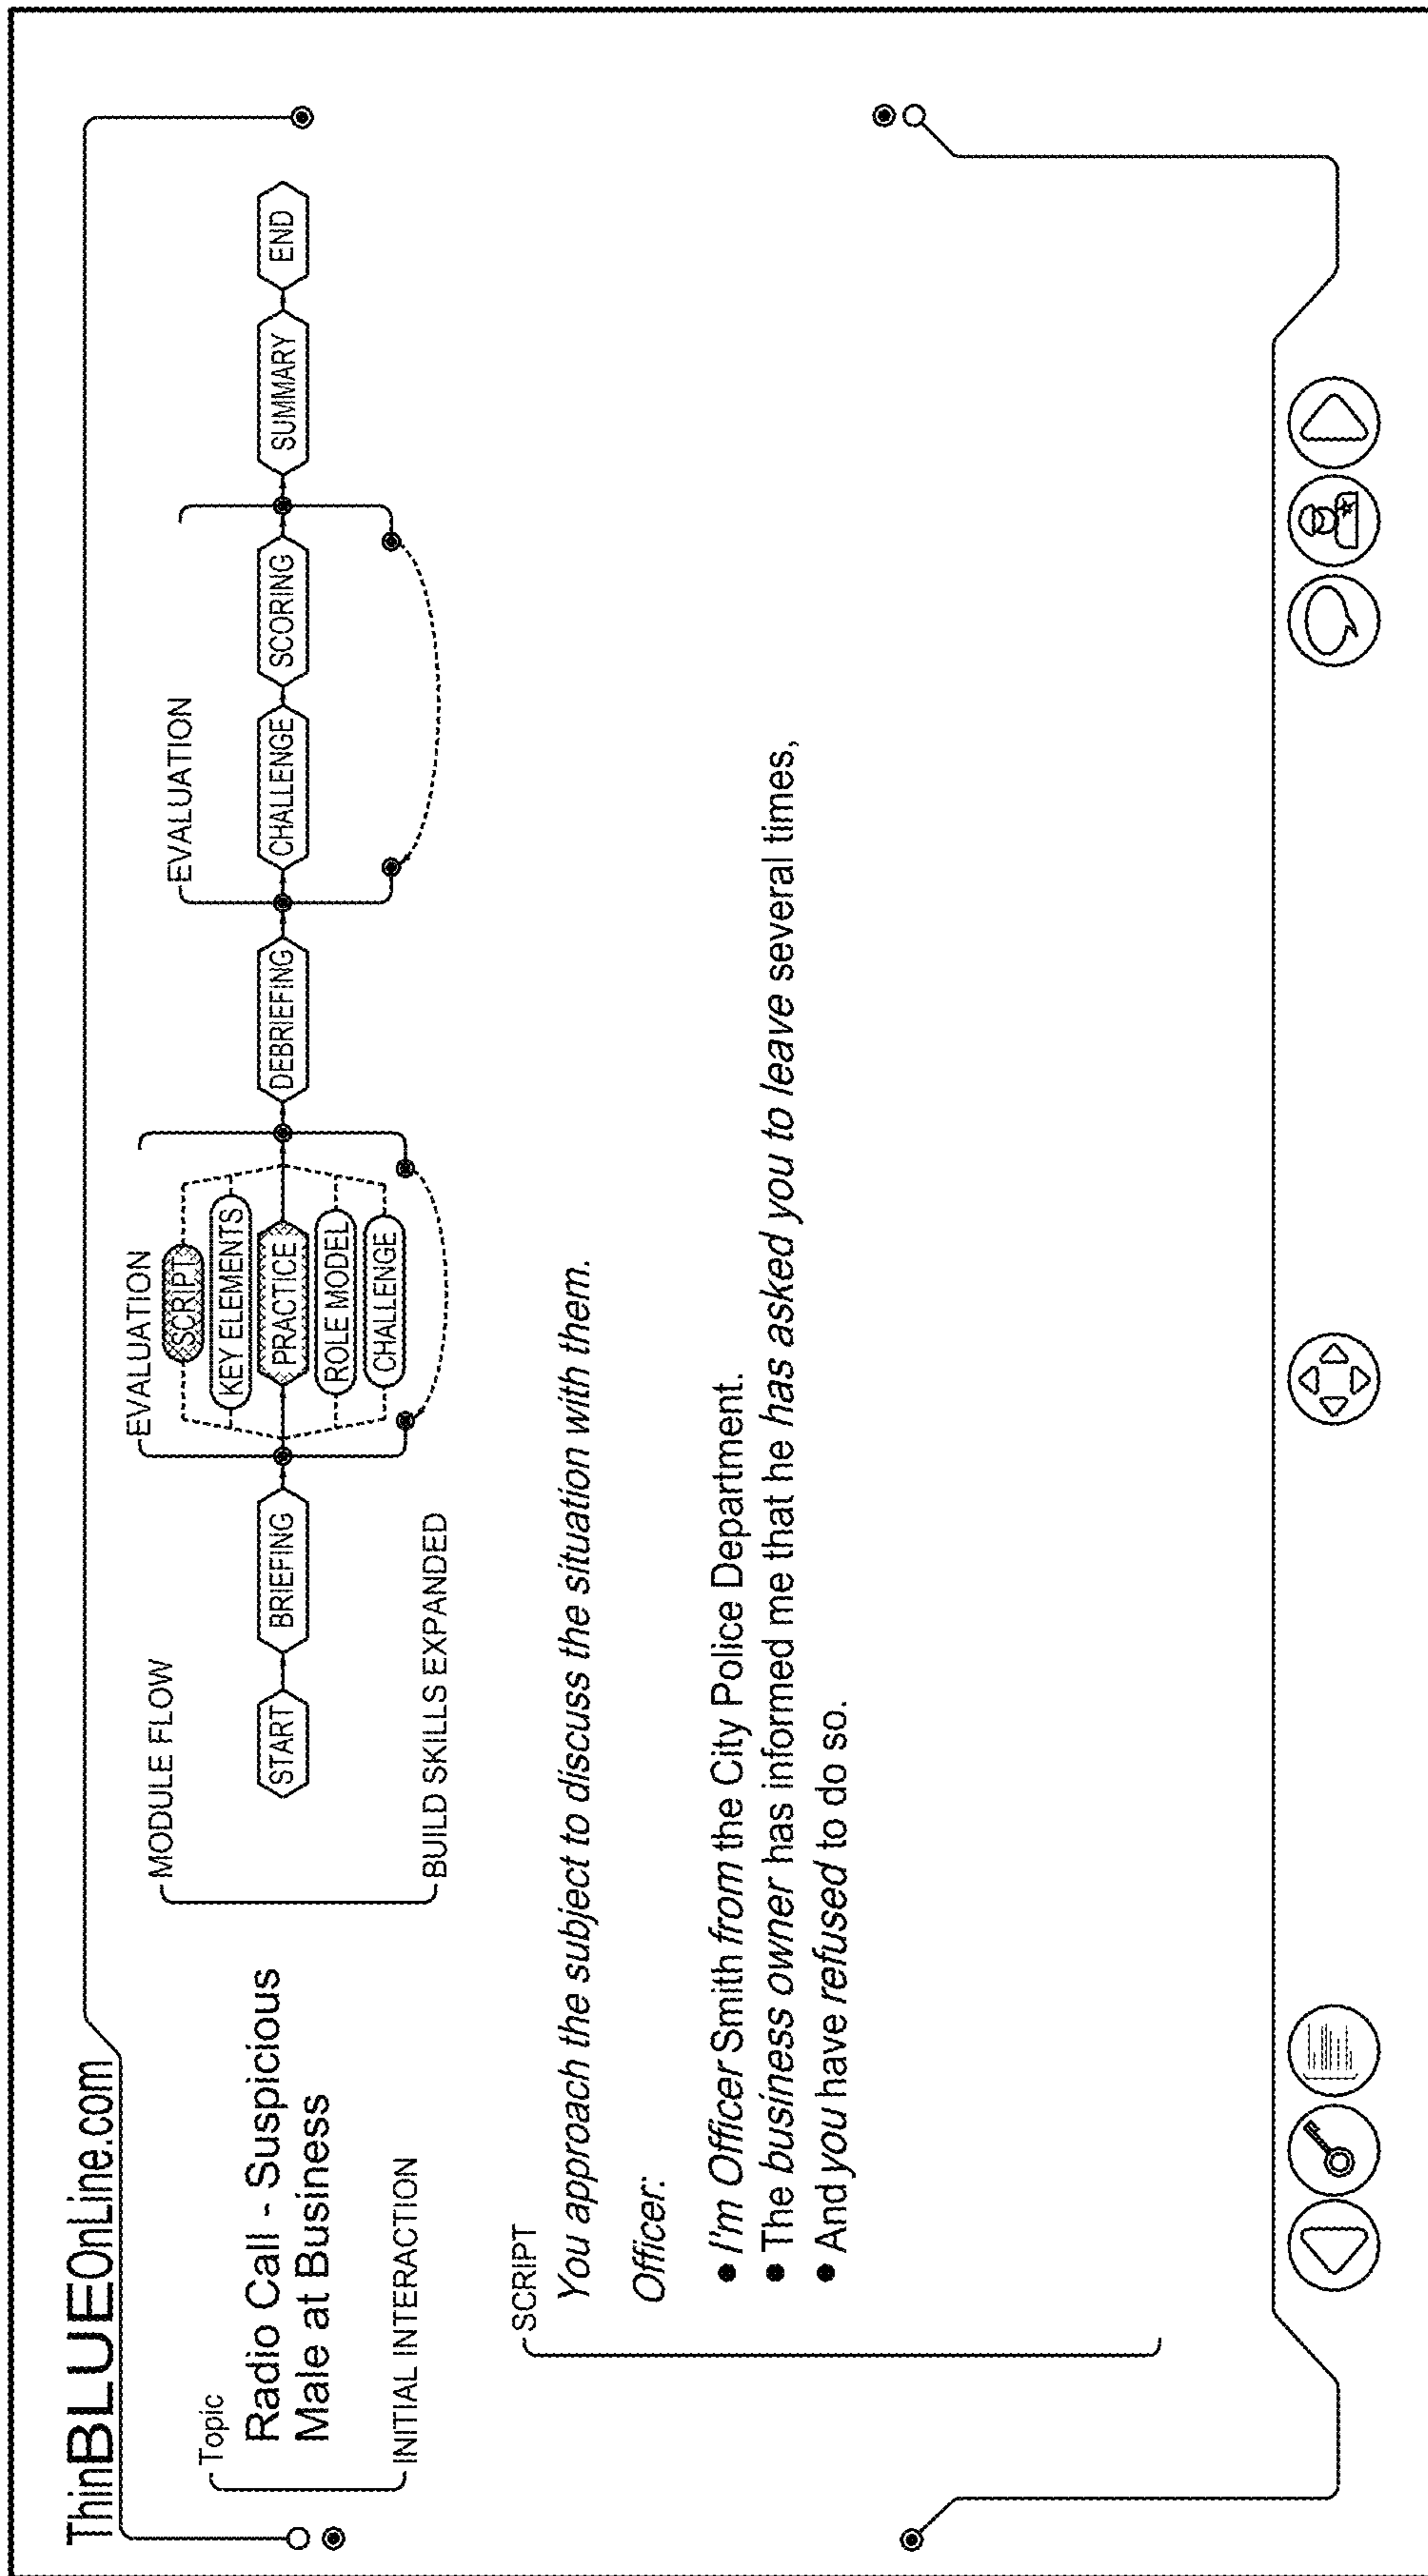 ThinBLUEOnLine.com
Topic
Radio Call - Suspicious
Male at Business
INITIAL INTERACTION
MODULE FLOW
START
BRIEFING
EVALUATION
SCRIPT
KEY ELEMENTS
PRACTICE
ROLE MODEL
CHALLENGE
DEBRIEFING
EVALUATION
CHALLENGE
SCORING
SUMMARY
END
BUILD SKILLS EXPANDED
SCRIPT
You approach the subject to discuss the situation with them.
Officer:
● I'm Officer Smith from the City Police Department.
● The business owner has informed me that he has asked you to leave several times,
● And you have refused to do so.